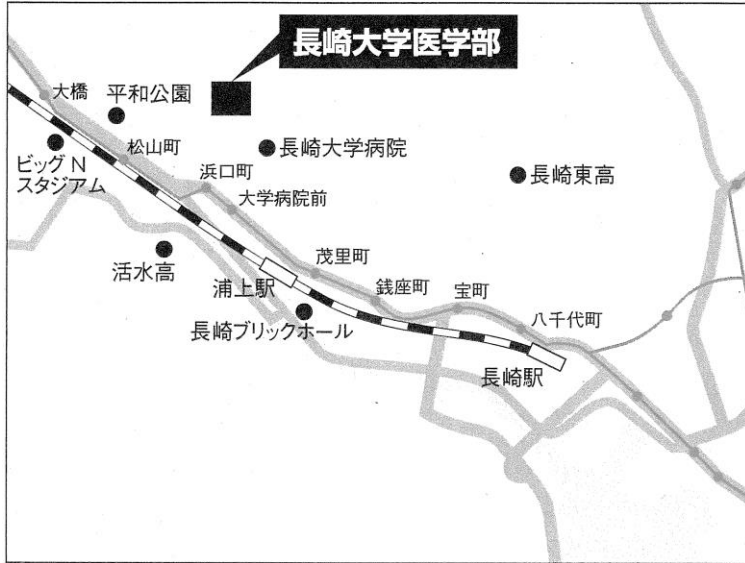 長崎大学医学部
大橋
平和公園
松山町
長崎大学病院
ビッグN
スタジアム
浜口町
長崎東高
大学病院前
活水高
茂里町
浦上駅
銭座町
宝町
長崎ブリックホール
八千代町
長崎駅